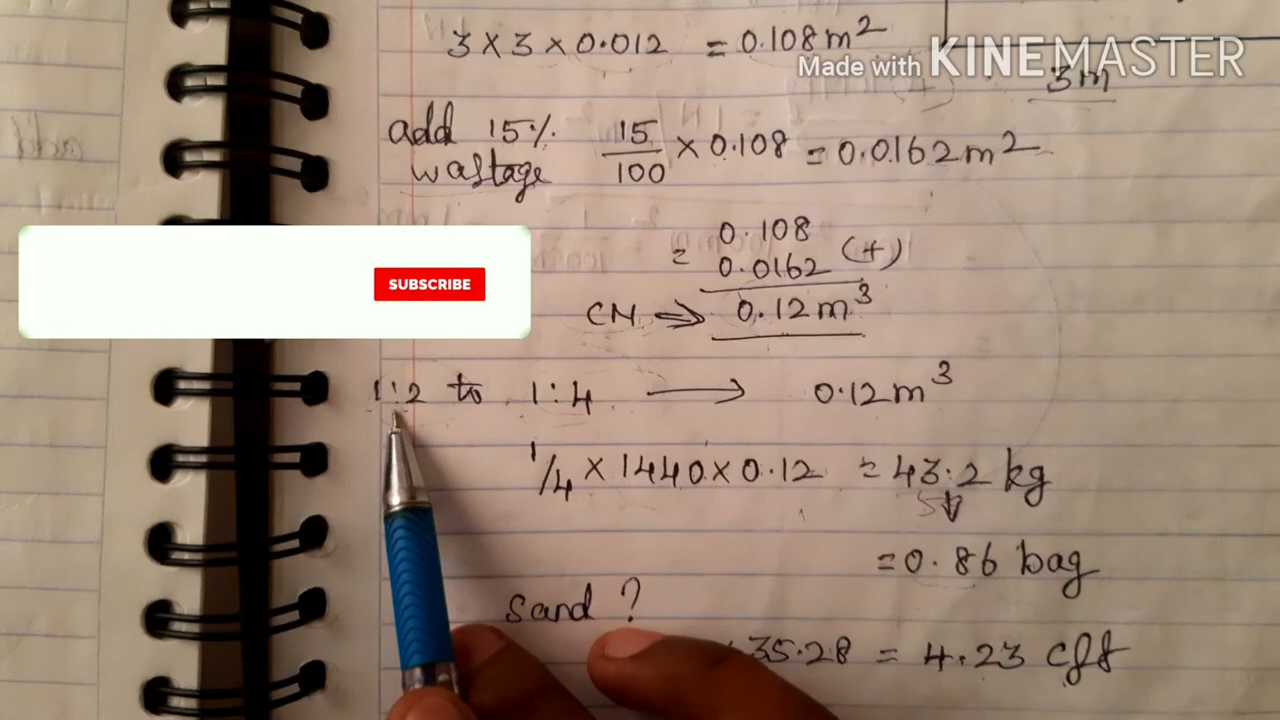 3 × 3 × 0.012 = 0.108 m²
Made with KINEMASTER
3m
add 15% wastage 15/100 × 0.108 = 0.0162 m²
= 0.108
0.0162 (+)
CM ⇒ 0.12 m³
SUBSCRIBE
1:2 to 1:4 → 0.12 m³
1/4 × 1440 × 0.12 = 43.2 kg
= 0.86 bag
Sand ?
35.28 = 4.23 cft